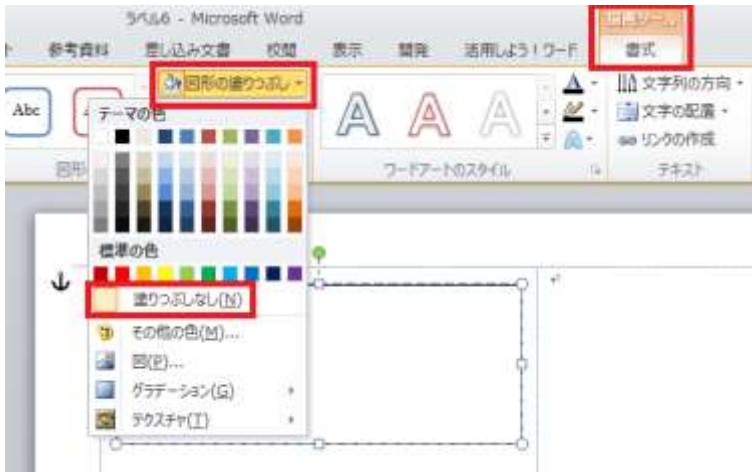 ラベル6 - Microsoft Word
参考資料 差し込み文書 校閲 表示 開発 活用しよう!ワード 書式
図形の塗りつぶし
文字列の方向
Abc
テーマの色
A A A A
文字の配置
リンクの作成
図形
ワードアートのスタイル
テキスト
標準の色
塗りつぶしなし(N)
その他の色(M)...
図(P)...
グラデーション(G)
テクスチャ(T)